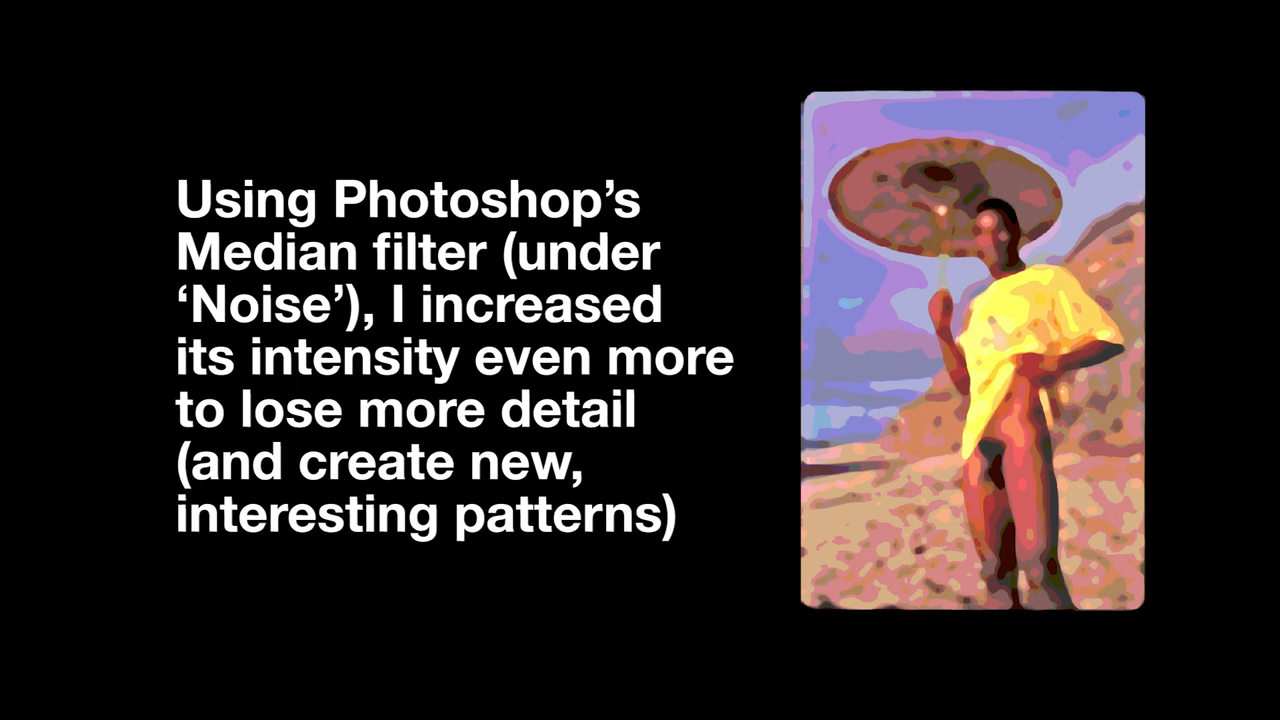 Using Photoshop’s
Median filter (under
‘Noise’), I increased
its intensity even more
to lose more detail
(and create new,
interesting patterns)